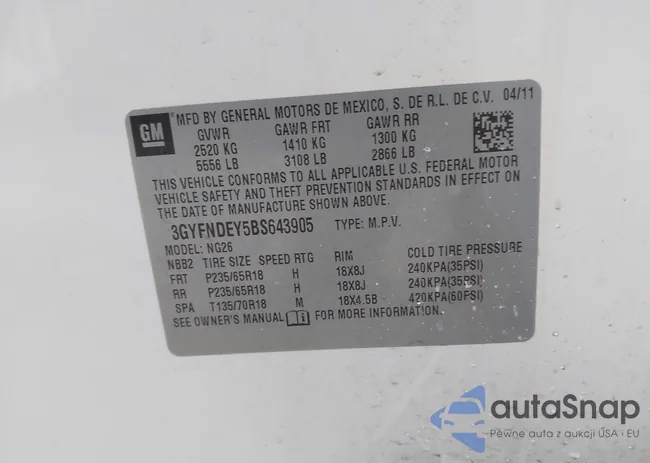 GM MFD BY GENERAL MOTORS DE MEXICO, S. DE R.L. DE C.V. 04/11
GVWR GAWR FRT GAWR RR
2520 KG 1410 KG 1300 KG
5556 LB 3108 LB 2866 LB
THIS VEHICLE CONFORMS TO ALL APPLICABLE U.S. FEDERAL MOTOR
VEHICLE SAFETY AND THEFT PREVENTION STANDARDS IN EFFECT ON
THE DATE OF MANUFACTURE SHOWN ABOVE.
3GYFNDEY5BS643905 TYPE: M.P.V.
MODEL: NG26
NBB2 TIRE SIZE SPEED RTG RIM COLD TIRE PRESSURE
FRT P235/65R18 H 18X8J 240KPA(35PSI)
RR P235/65R18 H 18X8J 240KPA(35PSI)
SPA T135/70R18 M 18X4.5B 420KPA(60PSI)
SEE OWNER'S MANUAL FOR MORE INFORMATION.
autaSnap
Pewne auta z aukcji USA i EU